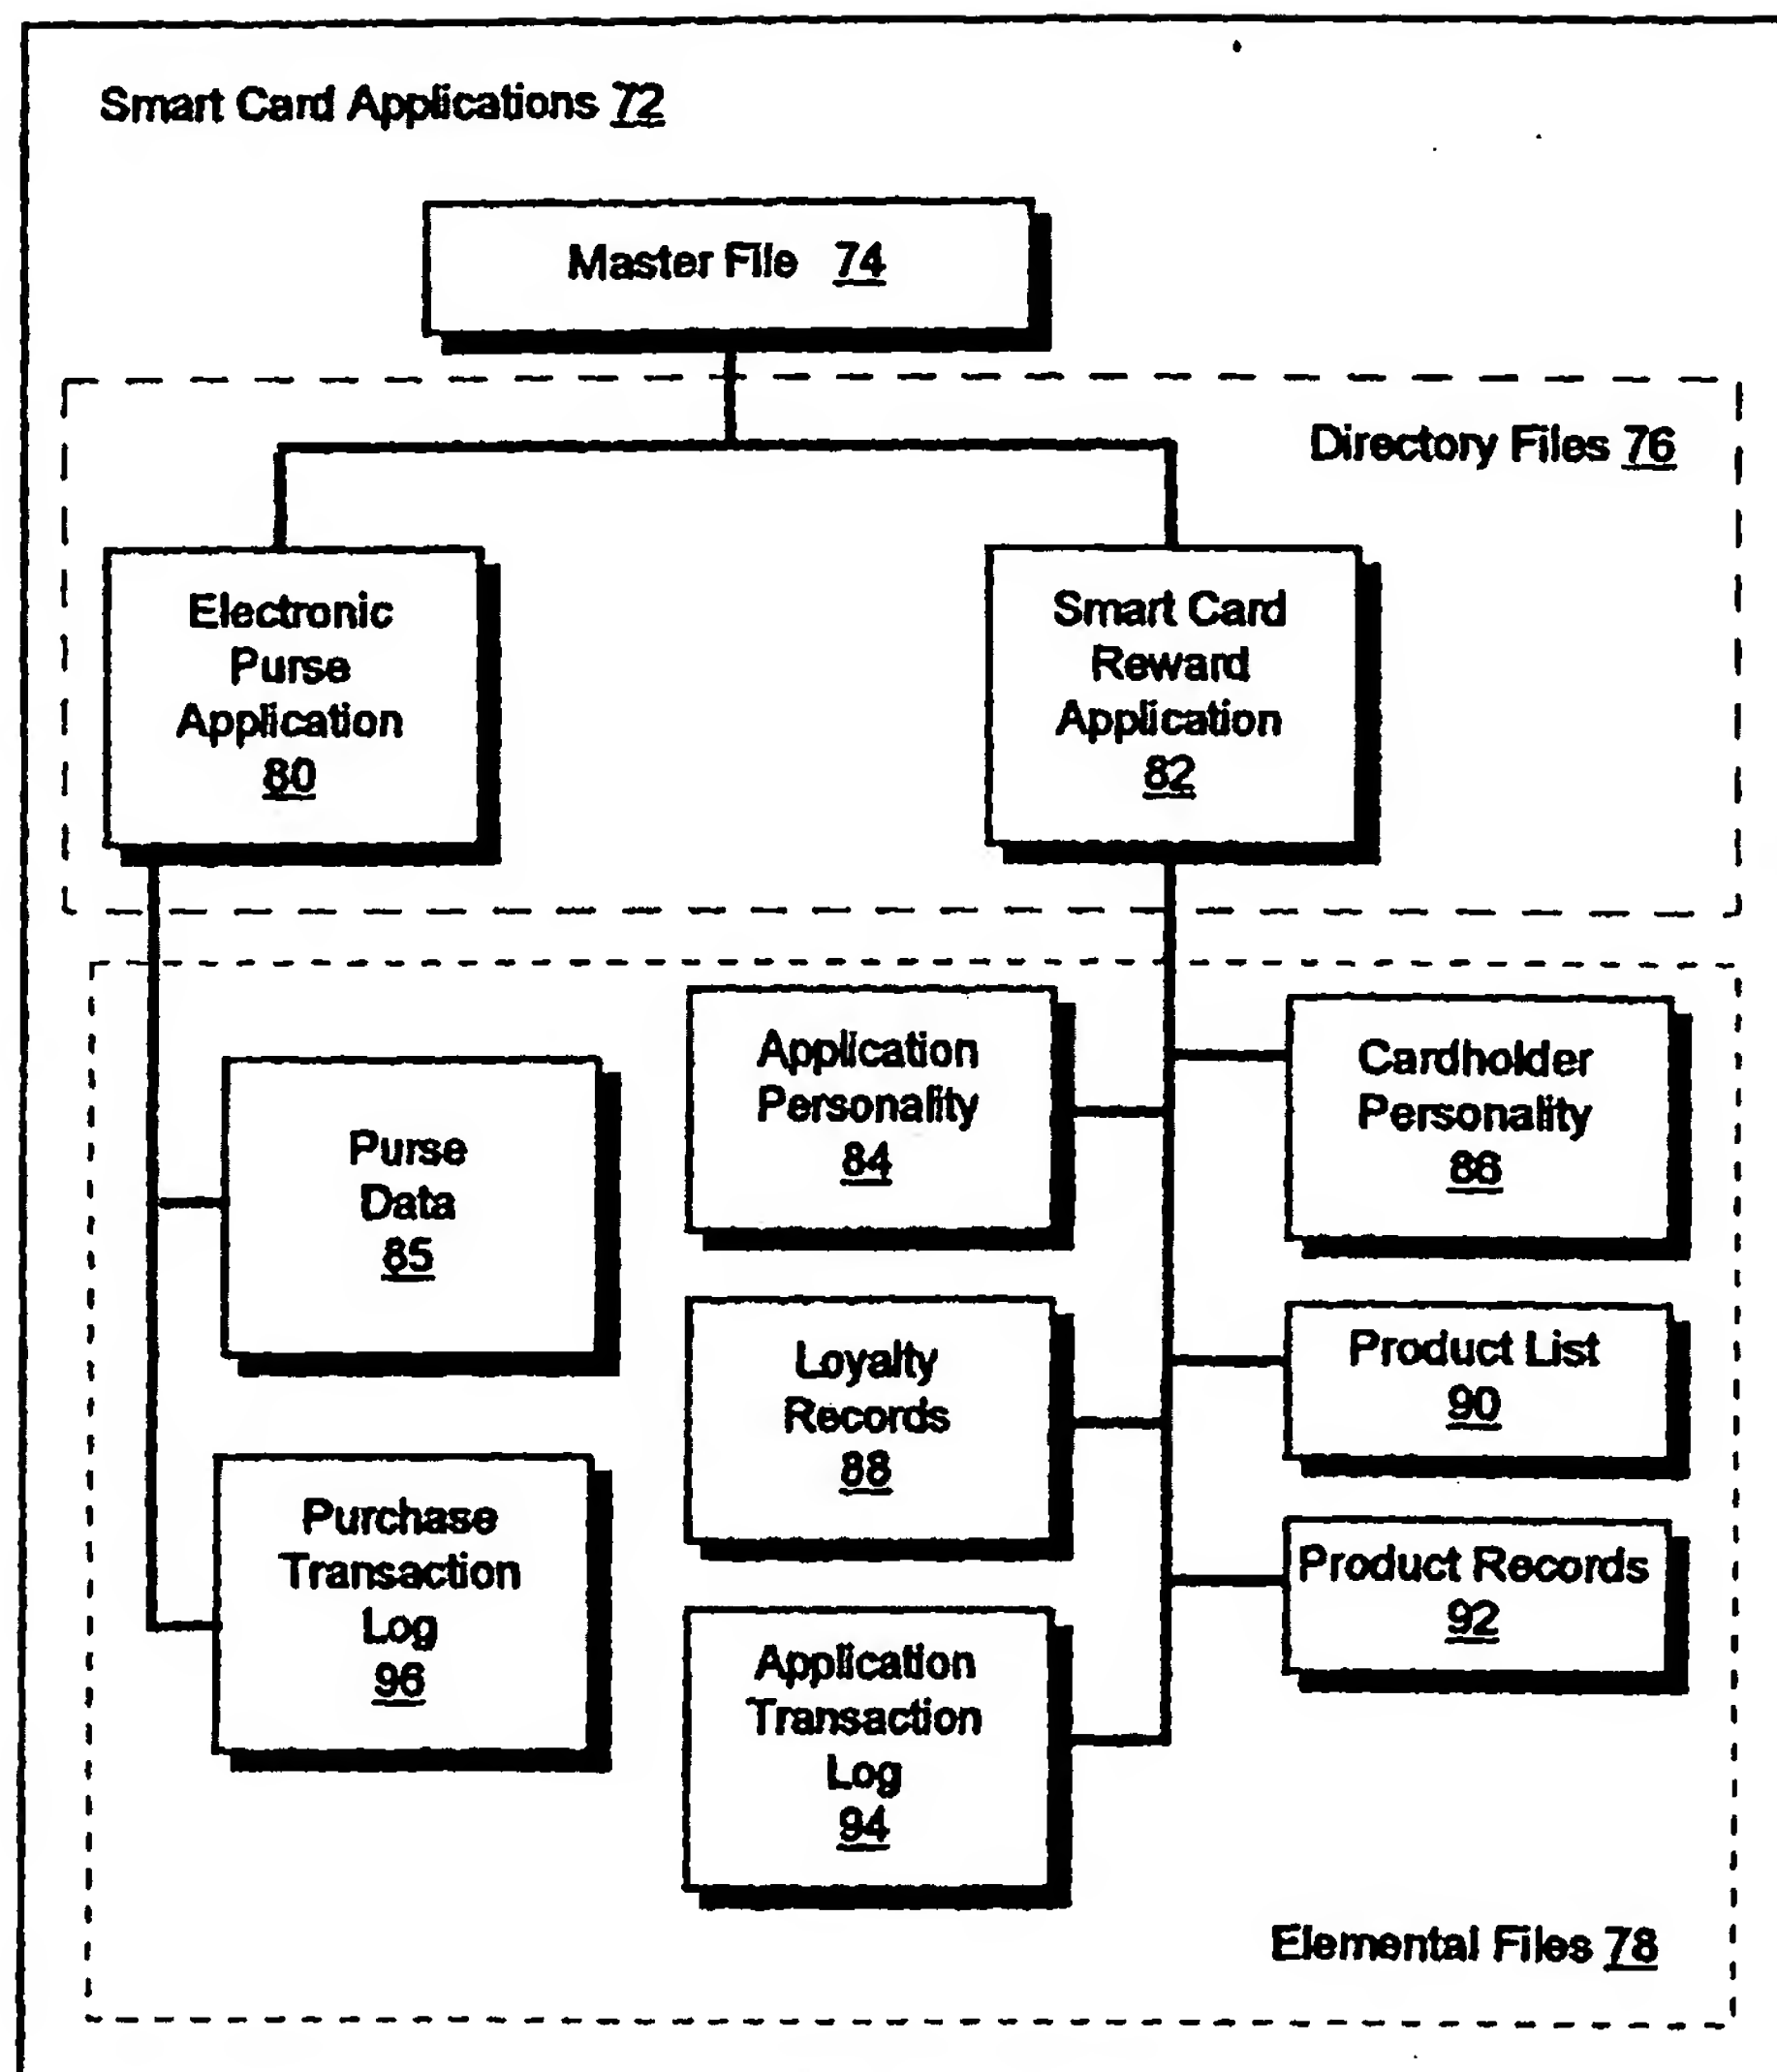 Smart Card Applications 72
Master File 74
Directory Files 76
Electronic
Purse
Application
80
Smart Card
Reward
Application
82
Purse
Data
85
Purchase
Transaction
Log
96
Application
Personality
84
Loyalty
Records
88
Application
Transaction
Log
94
Cardholder
Personality
86
Product List
90
Product Records
92
Elemental Files 78